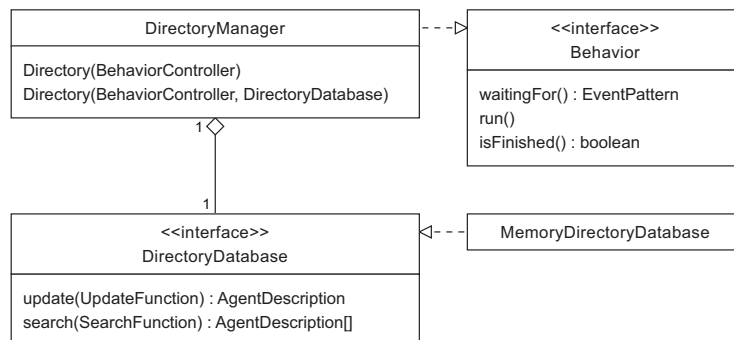 DirectoryManager
Directory(BehaviorController)
Directory(BehaviorController, DirectoryDatabase)
<<interface>>
Behavior
waitingFor() : EventPattern
run()
isFinished() : boolean
1
1
<<interface>>
DirectoryDatabase
update(UpdateFunction) : AgentDescription
search(SearchFunction) : AgentDescription[]
MemoryDirectoryDatabase